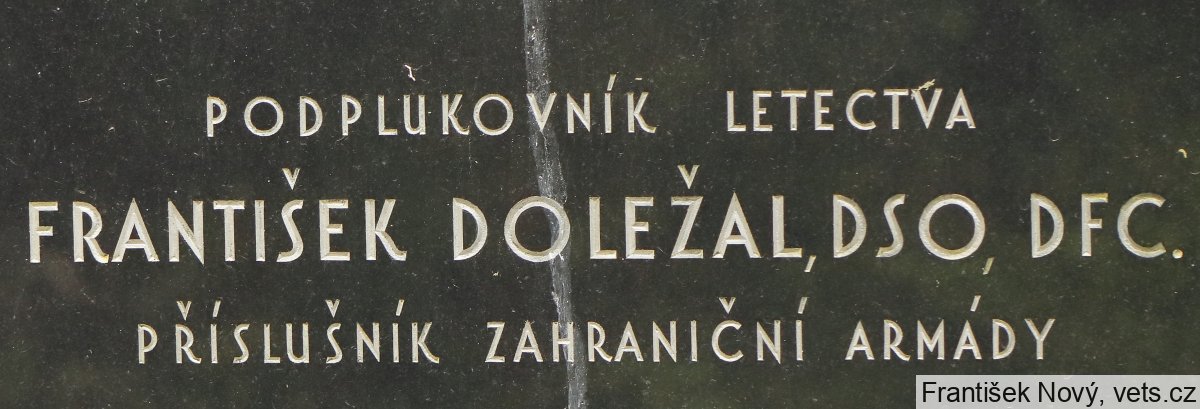 PODPLUKOVNÍK LETECTVA
FRANTIŠEK DOLEŽAL, DSO, DFC.
PŘÍSLUŠNÍK ZAHRANIČNÍ ARMÁDY
František Nový, vets.cz